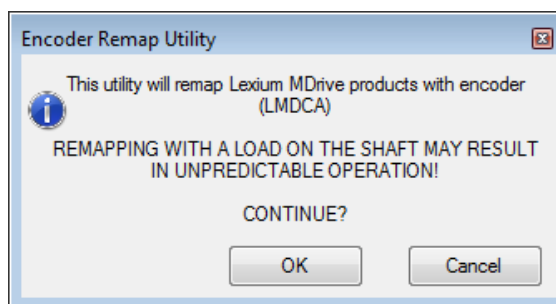 Encoder Remap Utility
This utility will remap Lexium MDrive products with encoder
(LMDCA)
REMAPPING WITH A LOAD ON THE SHAFT MAY RESULT
IN UNPREDICTABLE OPERATION!
CONTINUE?
OK
Cancel